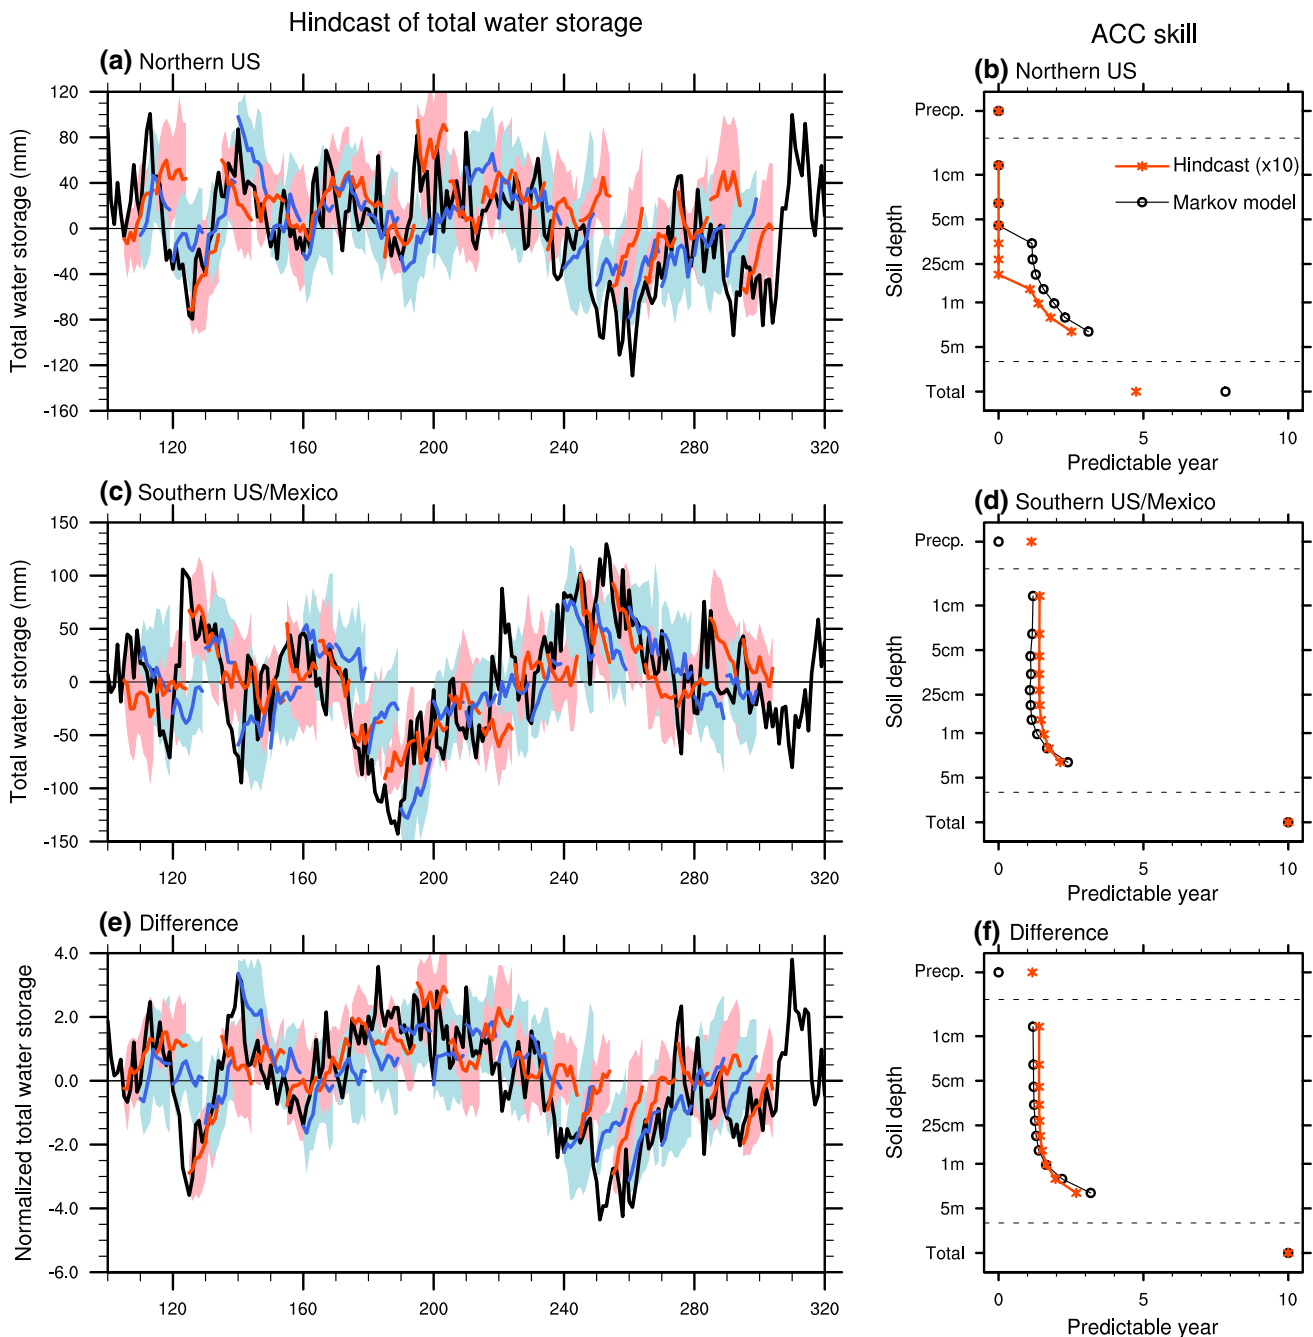 Hindcast of total water storage
ACC skill
(a) Northern US
120
80
40
0
-40
-80
-120
-160
Total water storage (mm)
120 160 200 240 280 320
(b) Northern US
Precp.
1cm
5cm
25cm
1m
5m
Total
Soil depth
Hindcast (x10)
Markov model
0 5 10
Predictable year
(c) Southern US/Mexico
150
100
50
0
-50
-100
-150
Total water storage (mm)
120 160 200 240 280 320
(d) Southern US/Mexico
Precp.
1cm
5cm
25cm
1m
5m
Total
Soil depth
0 5 10
Predictable year
(e) Difference
4.0
2.0
0.0
-2.0
-4.0
-6.0
Normalized total water storage
120 160 200 240 280 320
(f) Difference
Precp.
1cm
5cm
25cm
1m
5m
Total
Soil depth
0 5 10
Predictable year